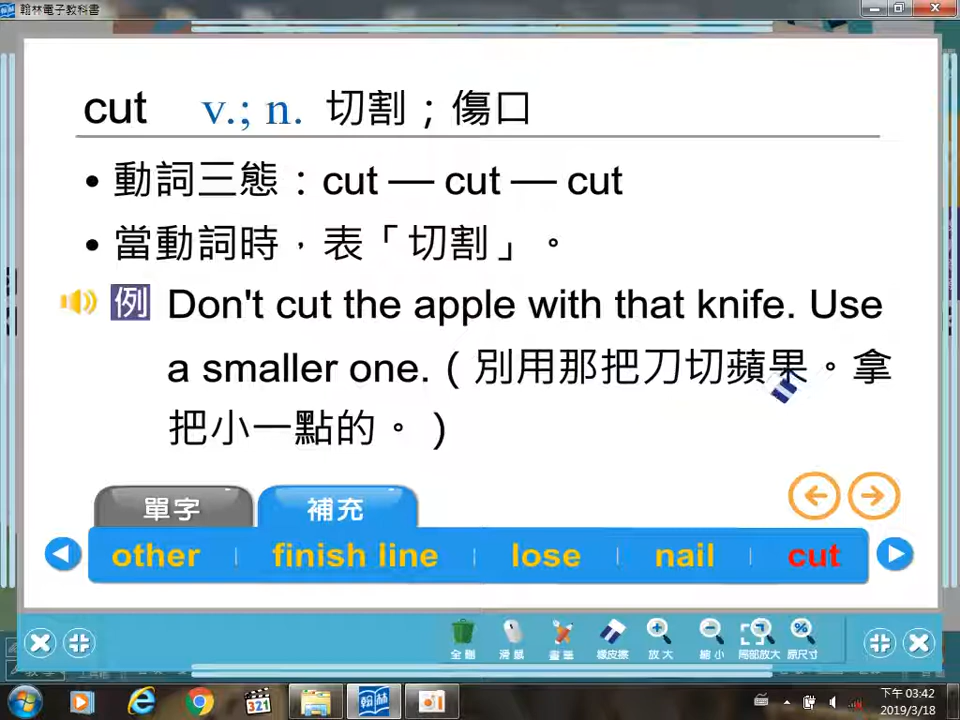 翰林電子教科書
cut v.; n. 切割；傷口
• 動詞三態：cut — cut — cut
• 當動詞時，表「切割」。
例 Don't cut the apple with that knife. Use
a smaller one.（別用那把刀切蘋果。拿
把小一點的。）
單字 補充
other finish line lose nail cut
全刪 滑鼠 畫筆 橡皮擦 放大 縮小 局部放大 原尺寸
321 翰林
下午 03:42
2019/3/18